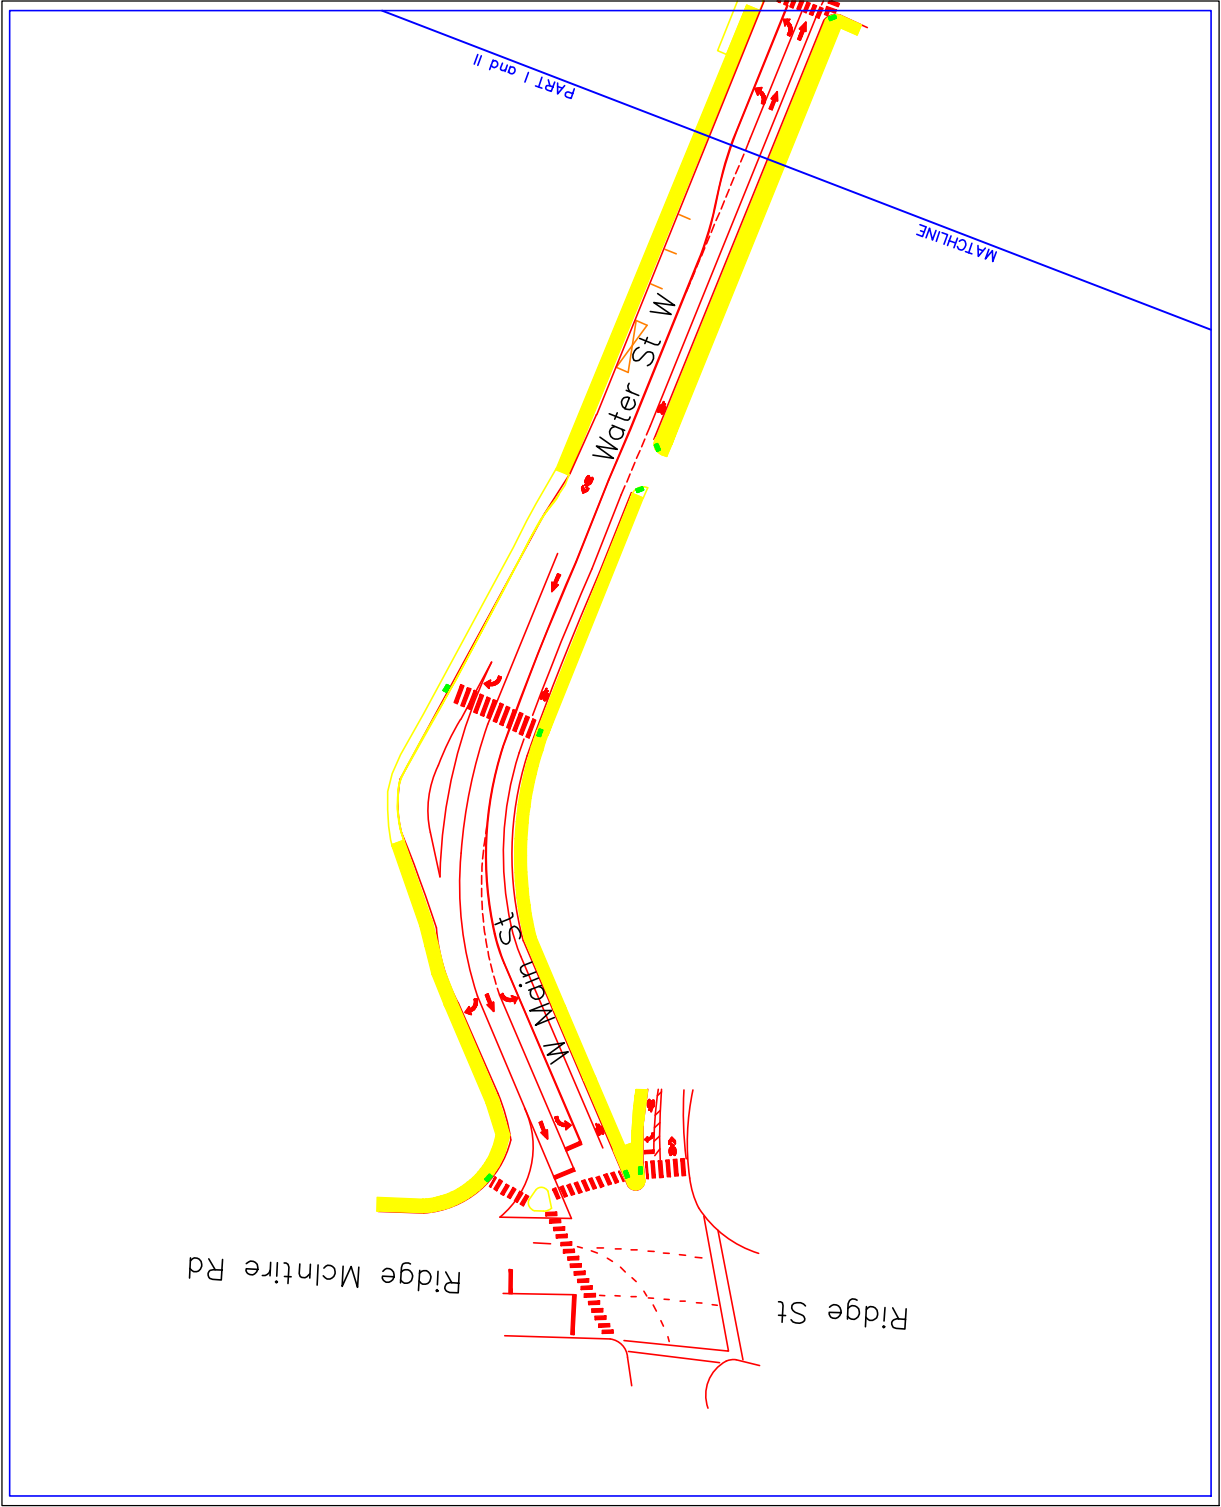 PART I and II
MATCHLINE
Water St W
W Main St
Ridge McIntire Rd
Ridge St